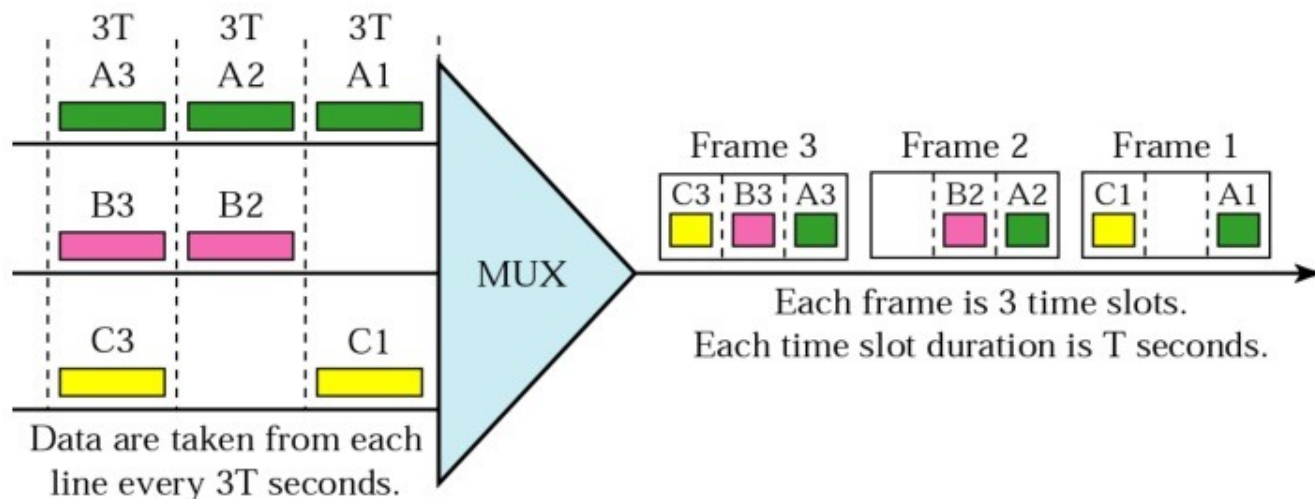 3T 3T 3T
A3 A2 A1
Frame 3 Frame 2 Frame 1
C3 B3 A3 B2 A2 C1 A1
B3 B2
MUX
Each frame is 3 time slots.
Each time slot duration is T seconds.
C3 C1
Data are taken from each
line every 3T seconds.